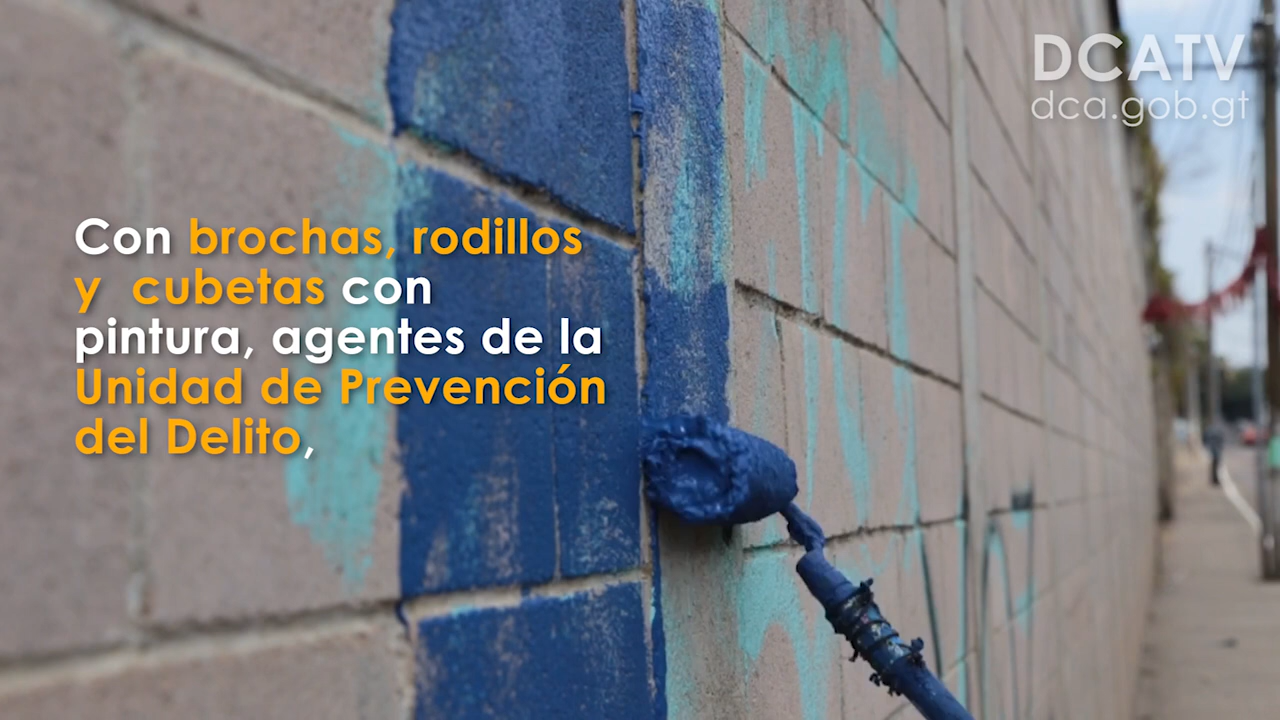 DCATV
dca.gob.gt
Con brochas, rodillos
y cubetas con
pintura, agentes de la
Unidad de Prevención
del Delito,